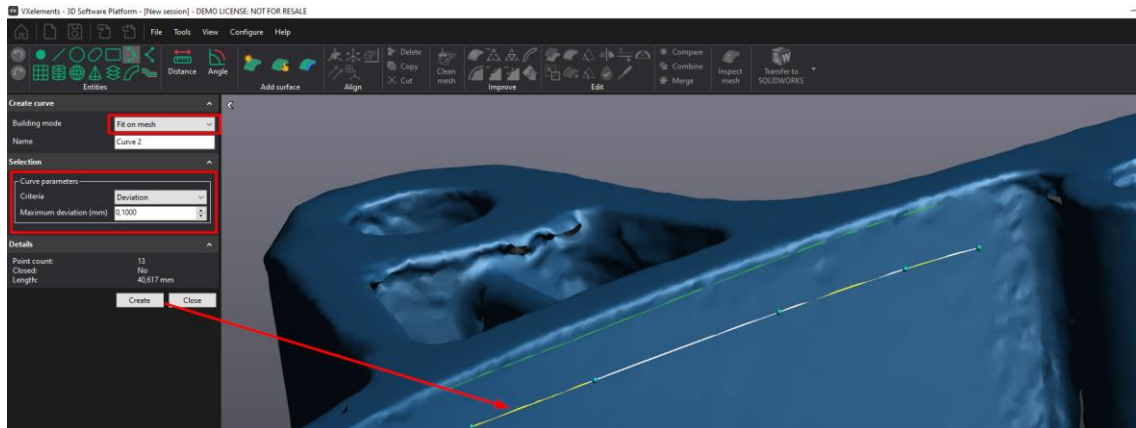 VXelements - 3D Software Platform - [New session] - DEMO LICENSE: NOT FOR RESALE
File Tools View Configure Help
Distance
Angle
Entities
Add surface
Align
Delete
Copy
Cut
Clean mesh
Improve
Edit
Compare
Combine
Merge
Inspect mesh
Transfer to SOLIDWORKS
Create curve
Building mode Fit on mesh
Name Curve 2
Selection
Curve parameters
Criteria Deviation
Maximum deviation (mm) 0,1000
Details
Point count: 13
Closed: No
Length: 40,617 mm
Create Close